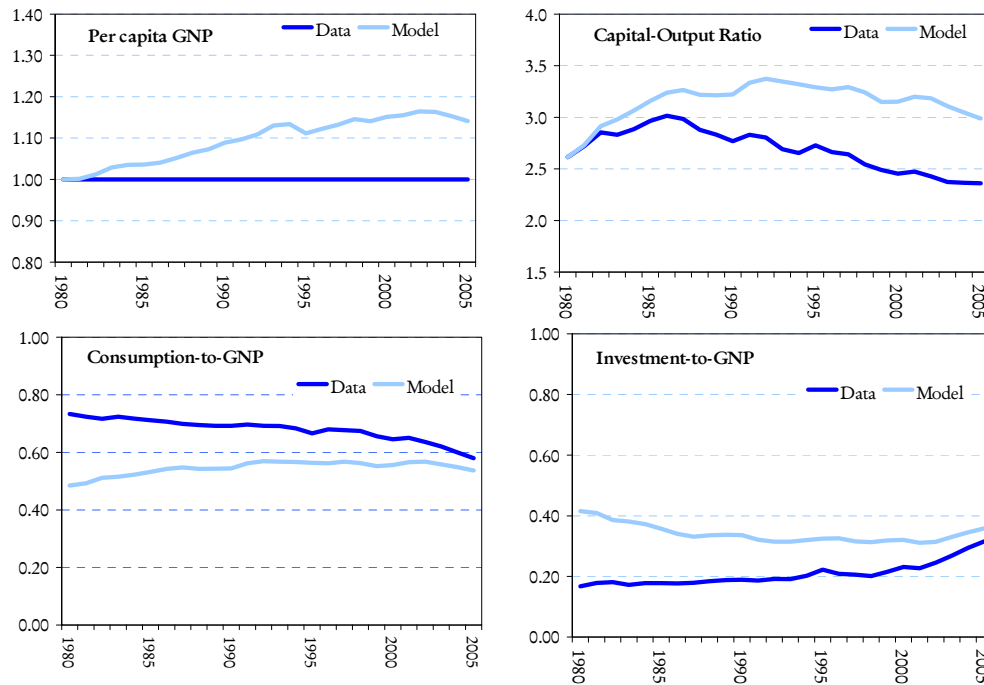 Per capita GNP
Data Model
1.40
1.30
1.20
1.10
1.00
0.90
0.80
1980 1985 1990 1995 2000 2005
Capital-Output Ratio
Data Model
4.0
3.5
3.0
2.5
2.0
1.5
1980 1985 1990 1995 2000 2005
Consumption-to-GNP
Data Model
1.00
0.80
0.60
0.40
0.20
0.00
1980 1985 1990 1995 2000 2005
Investment-to-GNP
Data Model
1.00
0.80
0.60
0.40
0.20
0.00
1980 1985 1990 1995 2000 2005